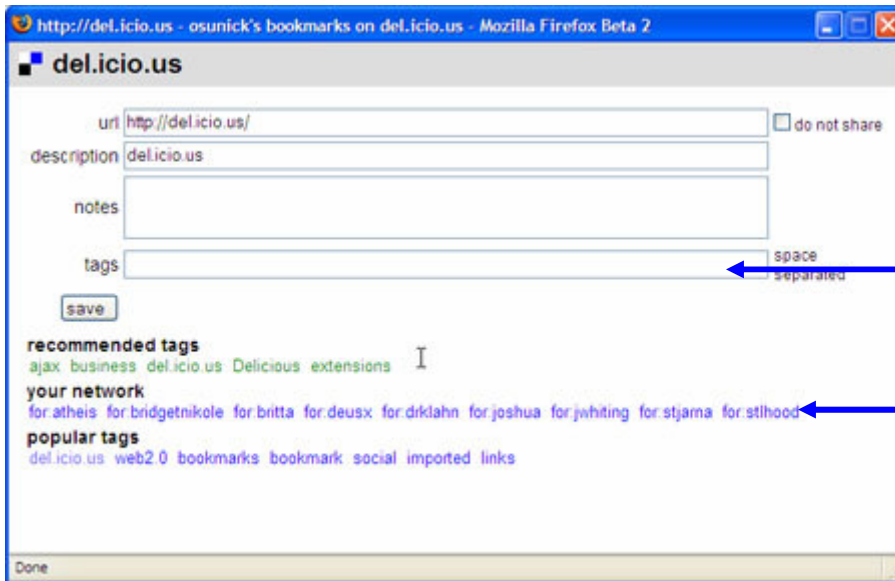 http://del.icio.us - osunick's bookmarks on del.icio.us - Mozilla Firefox Beta 2
del.icio.us
url http://del.icio.us/ do not share
description del.icio.us
notes
tags space separated
save
recommended tags
ajax business del.icio.us Delicious extensions
your network
for:atheis for:bridgetnikole for:britta for:deusx for:drklahn for:joshua for:jwhiting for:stjarna for:stlhood
popular tags
del.icio.us web2.0 bookmarks bookmark social imported links
Done